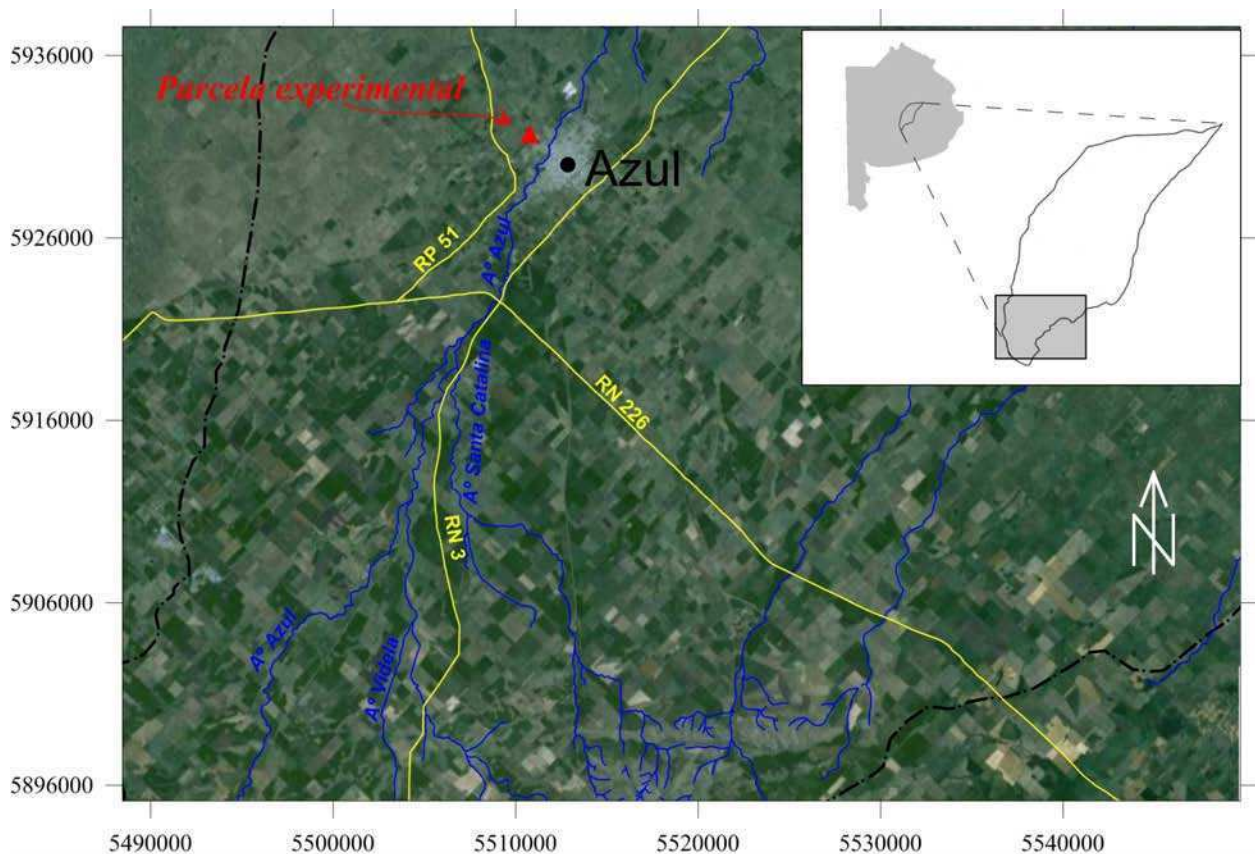 5936000
Parcela experimental
Azul
5926000
RP 51
Aº Azul
Aº Santa Catalina
RN 226
5916000
RN 3
N
5906000
Aº Azul
Aº Videla
5896000
5490000 5500000 5510000 5520000 5530000 5540000